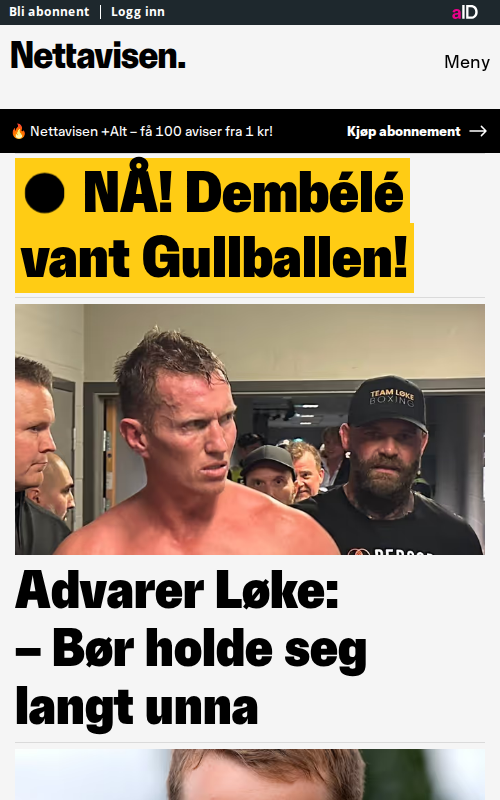 Bli abonnent
Logg inn
aID
Nettavisen.
Meny
🔥 Nettavisen +Alt – få 100 aviser fra 1 kr!
Kjøp abonnement →
NÅ! Dembélé
vant Gullballen!
TEAM LØKE
BOXING
Advarer Løke:
– Bør holde seg
langt unna